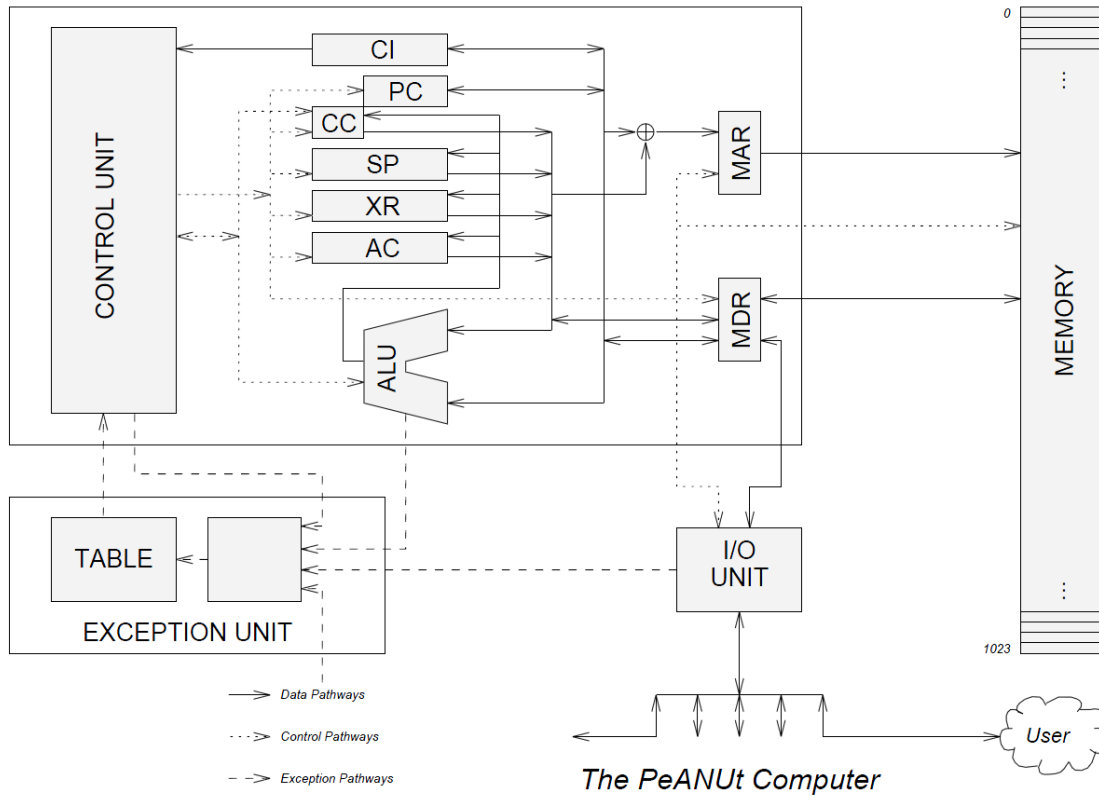 CONTROL UNIT
CI
PC
CC
SP
XR
AC
ALU
MAR
MDR
0
⋮
MEMORY
⋮
1023
TABLE
EXCEPTION UNIT
I/O
UNIT
Data Pathways
Control Pathways
Exception Pathways
The PeANUt Computer
User